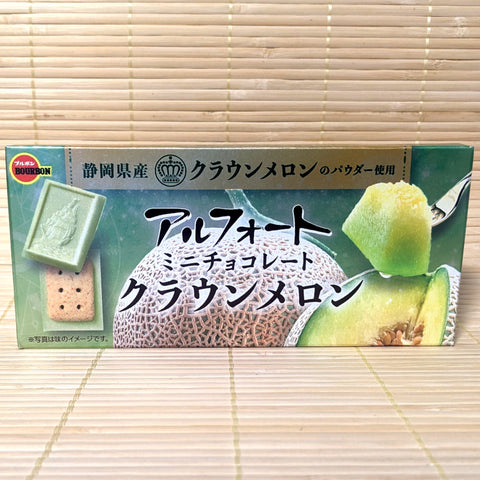 ブルボン
BOURBON
静岡県産 クラウンメロンのパウダー使用
アルフォート
ミニチョコレート
クラウンメロン
※写真は味のイメージです。